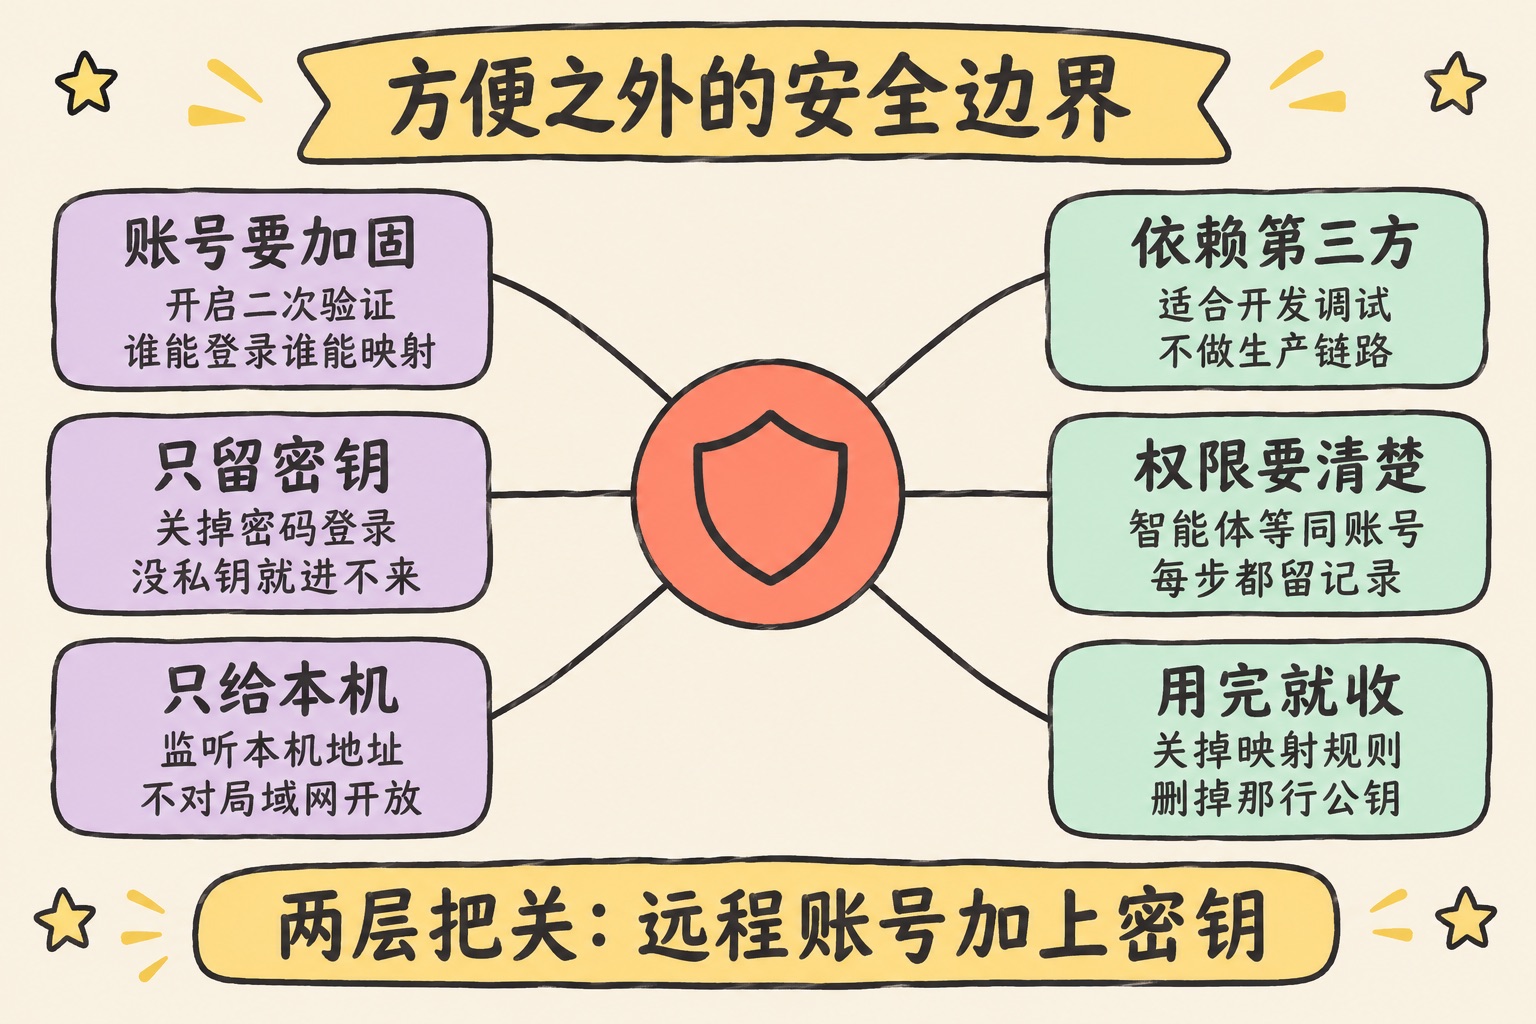 方便之外的安全边界
账号要加固
开启二次验证
谁能登录谁能映射
只留密钥
关掉密码登录
没私钥就进不来
只给本机
监听本机地址
不对局域网开放
依赖第三方
适合开发调试
不做生产链路
权限要清楚
智能体等同账号
每步都留记录
用完就收
关掉映射规则
删掉那行公钥
两层把关：远程账号加上密钥